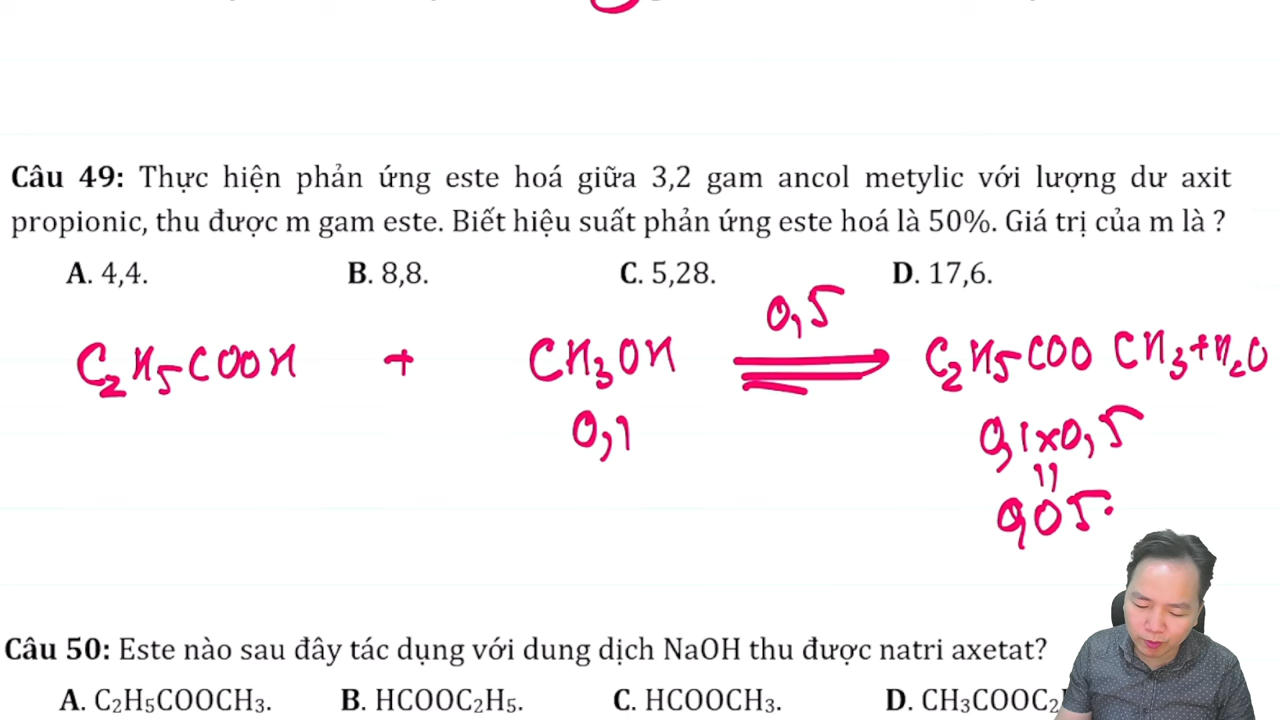 Câu 49: Thực hiện phản ứng este hoá giữa 3,2 gam ancol metylic với lượng dư axit
propionic, thu được m gam este. Biết hiệu suất phản ứng este hoá là 50%. Giá trị của m là ?
A. 4,4. B. 8,8. C. 5,28. D. 17,6.
0,5
C₂H₅COOH + CH₃OH C₂H₅COO CH₃+H₂O
0,1 0,1x0,5
=
0,05
Câu 50: Este nào sau đây tác dụng với dung dịch NaOH thu được natri axetat?
A. C₂H₅COOCH₃. B. HCOOC₂H₅. C. HCOOCH₃. D. CH₃COOC₂